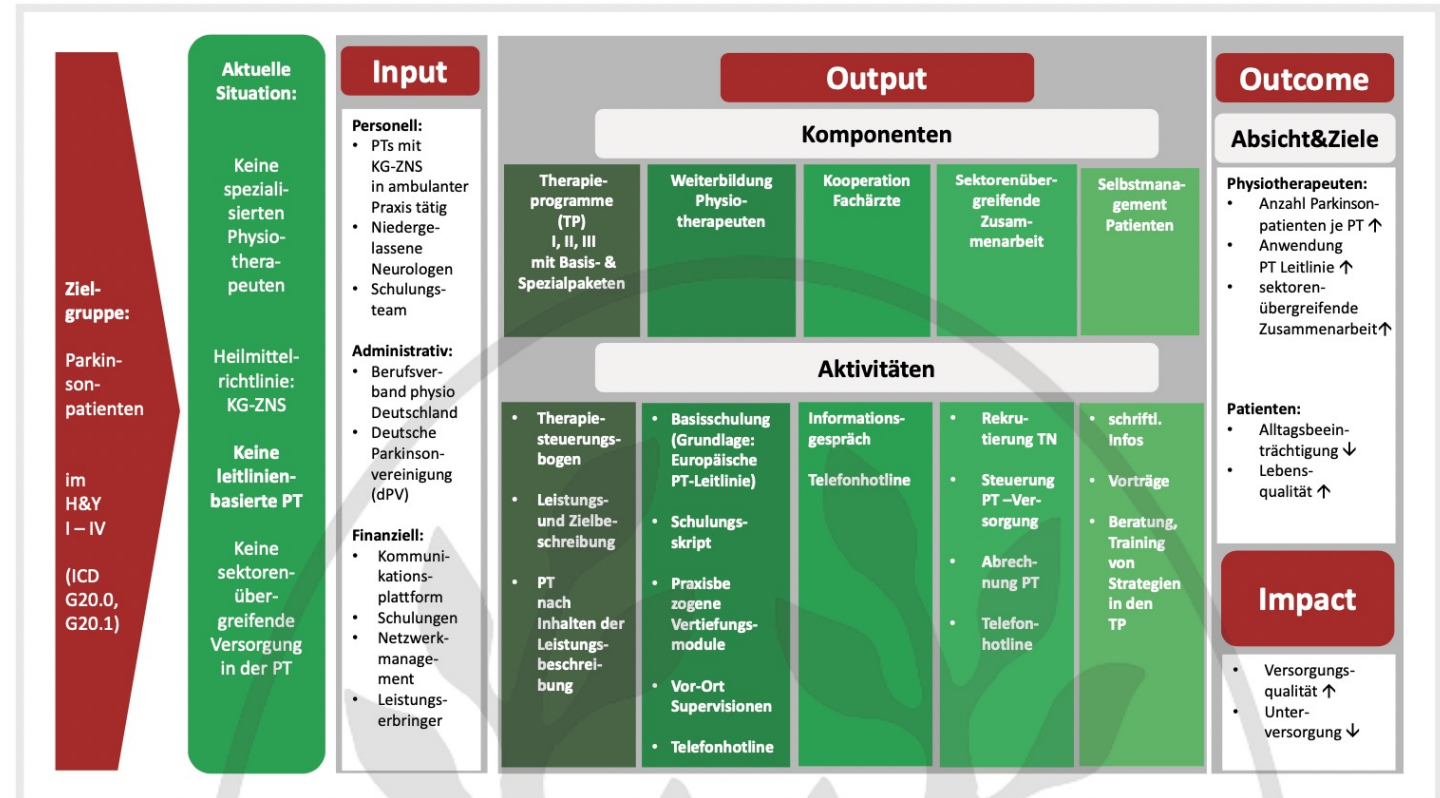 Ziel-
gruppe:
Parkin-
son-
patienten
im
H&Y
I – IV
(ICD
G20.0,
G20.1)
Aktuelle
Situation:
Keine
speziali-
sierten
Physio-
thera-
peuten
Heilmittel-
richtlinie:
KG-ZNS
Keine
leitlinien-
basierte PT
Keine
sektoren-
über-
greifende
Versorgung
in der PT
Input
Personell:
• PTs mit
KG-ZNS
in ambulanter
Praxis tätig
• Niederge-
lassene
Neurologen
• Schulungs-
team
Administrativ:
• Berufsver-
band physio
Deutschland
• Deutsche
Parkinson-
vereinigung
(dPV)
Finanziell:
• Kommuni-
kations-
plattform
• Schulungen
• Netzwerk-
manage-
ment
• Leistungs-
erbringer
Output
Komponenten
Therapie-
programme
(TP)
I, II, III
mit Basis- &
Spezialpaketen
Weiterbildung
Physio-
therapeuten
Kooperation
Fachärzte
Sektorenüber-
greifende
Zusam-
menarbeit
Selbstmana-
gement
Patienten
Aktivitäten
• Therapie-
steuerungs-
bogen
• Leistungs-
und Zielbe-
schreibung
• PT
nach
Inhalten der
Leistungs-
beschrei-
bung
• Basisschulung
(Grundlage:
Europäische
PT-Leitlinie)
• Schulungs-
skript
• Praxisbe
zogene
Vertiefungs-
module
• Vor-Ort
Supervisionen
• Telefonhotline
Informations-
gespräch
Telefonhotline
• Rekru-
tierung TN
• Steuerung
PT –Ver-
sorgung
• Abrech-
nung PT
• Telefon-
hotline
• schriftl.
Infos
• Vorträge
• Beratung,
Training
von
Strategien
in den
TP
Outcome
Absicht&Ziele
Physiotherapeuten:
• Anzahl Parkinson-
patienten je PT ↑
• Anwendung
PT Leitlinie ↑
• sektoren-
übergreifende
Zusammenarbeit↑
Patienten:
• Alltagsbeein-
trächtigung ↓
• Lebens-
qualität ↑
Impact
• Versorgungs-
qualität ↑
• Unter-
versorgung ↓